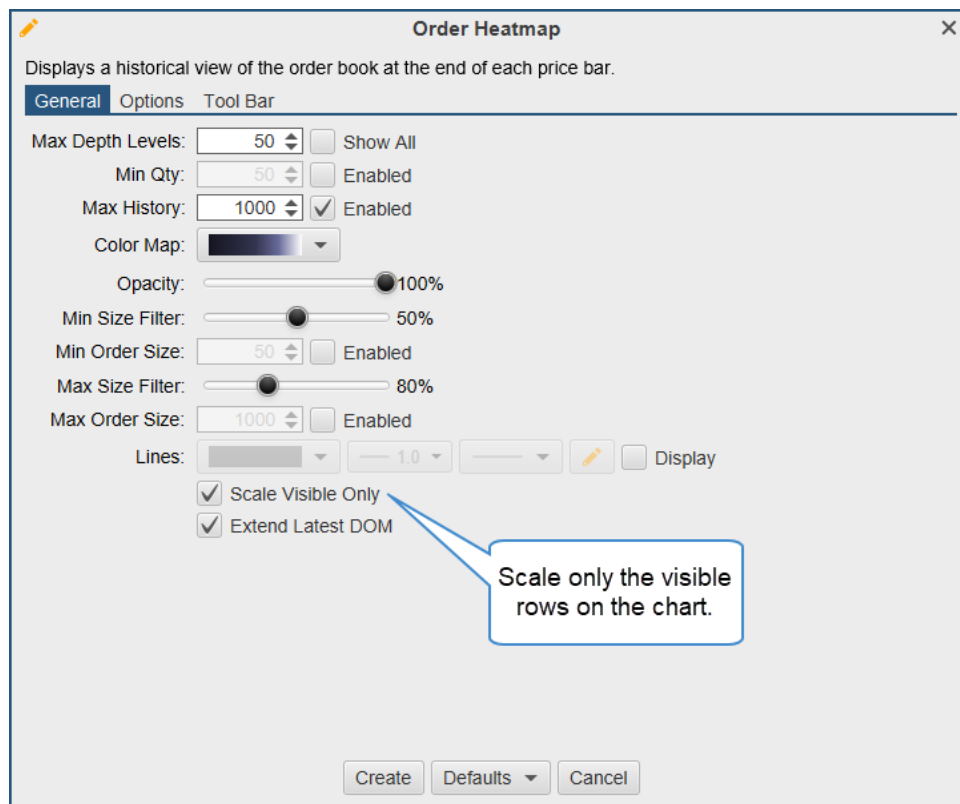 Order Heatmap
Displays a historical view of the order book at the end of each price bar.
General Options Tool Bar
Max Depth Levels: 50 Show All
Min Qty: 50 Enabled
Max History: 1000 Enabled
Color Map:
Opacity: 100%
Min Size Filter: 50%
Min Order Size: 50 Enabled
Max Size Filter: 80%
Max Order Size: 1000 Enabled
Lines: 1.0 Display
Scale Visible Only
Extend Latest DOM
Scale only the visible
rows on the chart.
Create Defaults Cancel